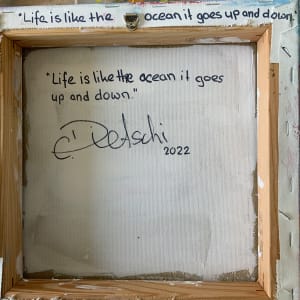 "Life is like the ocean it goes up and down."
"Life is like the ocean it goes
up and down."
C. Detschi
2022